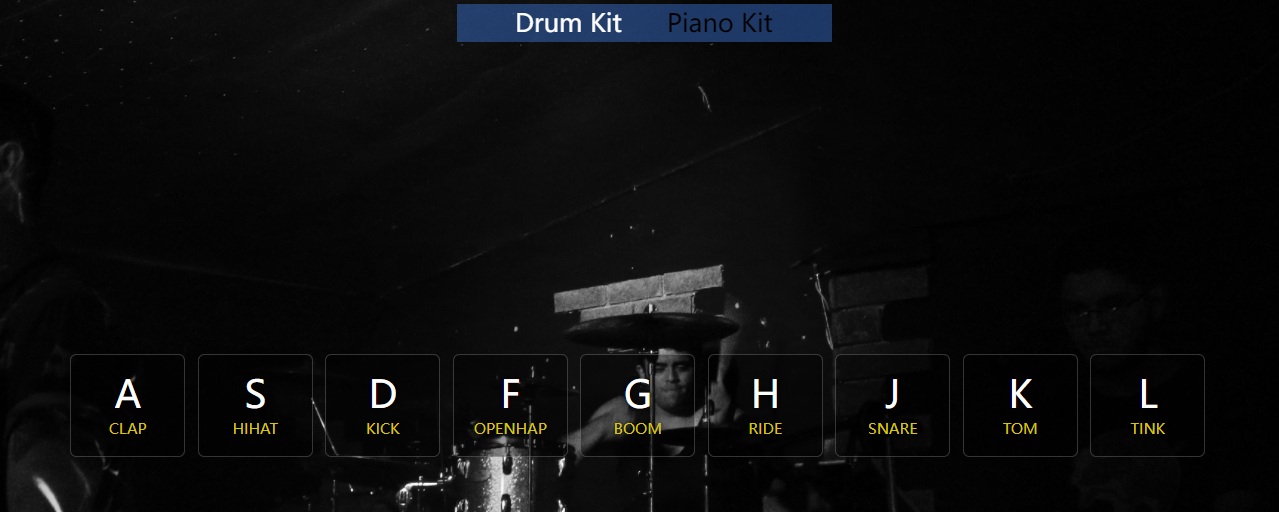 Drum Kit Piano Kit
A S D F G H J K L
CLAP HIHAT KICK OPENHAP BOOM RIDE SNARE TOM TINK